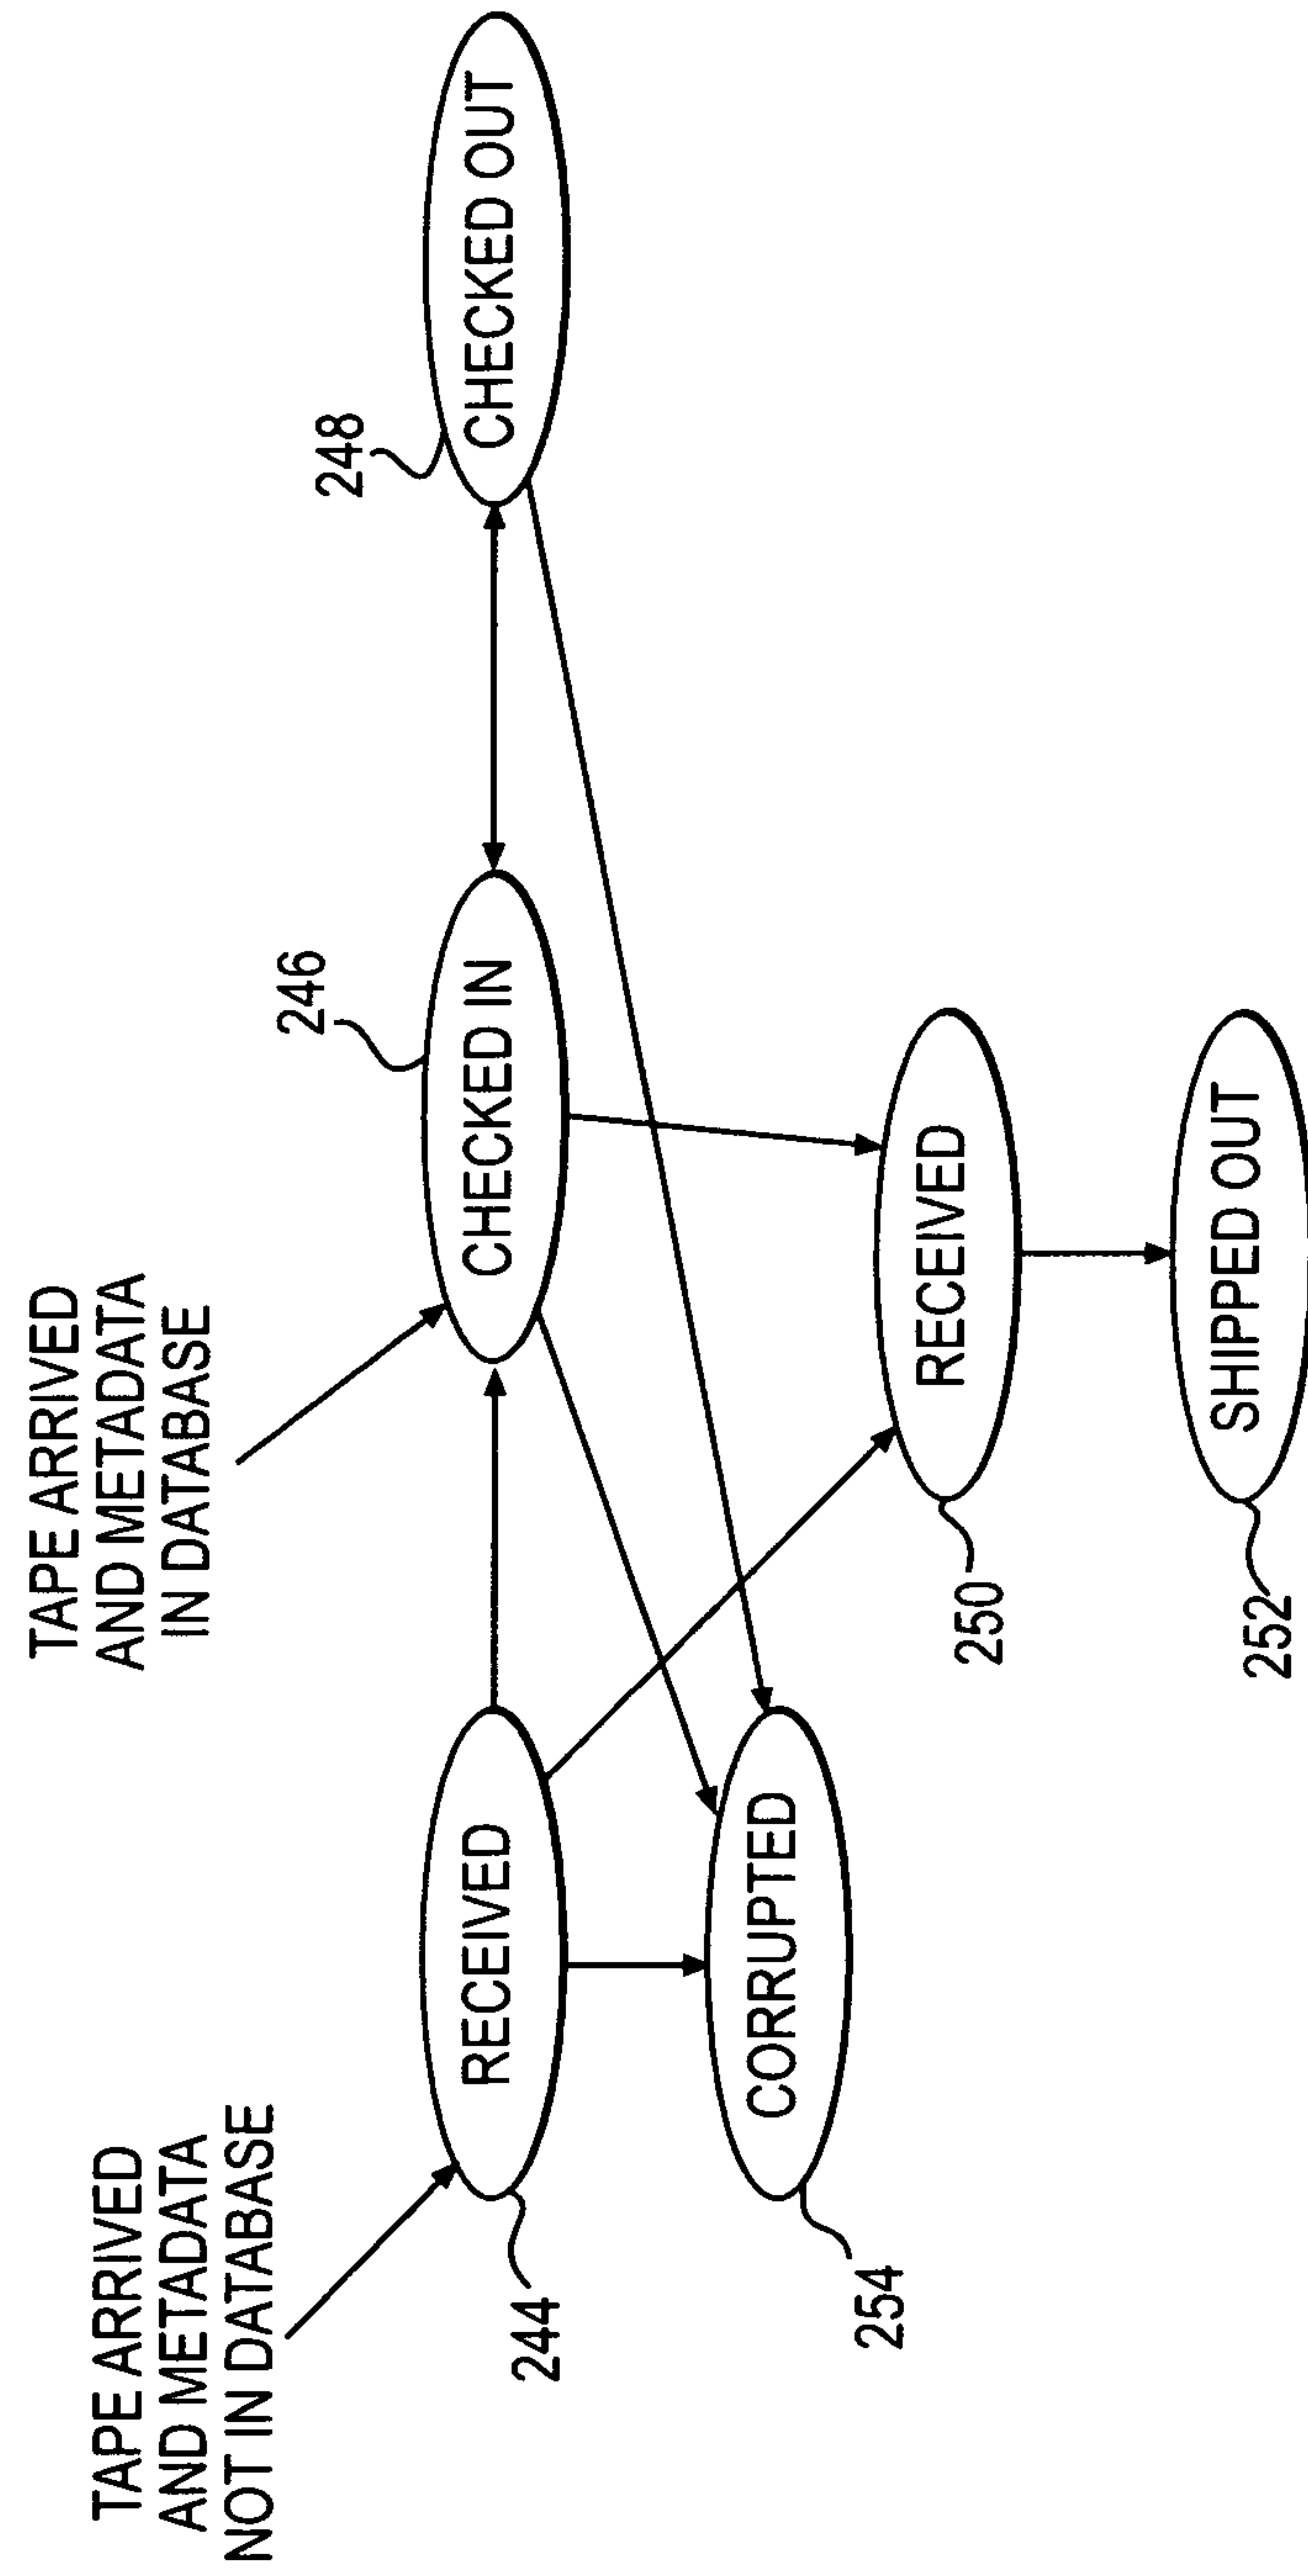 TAPE ARRIVED
AND METADATA
NOT IN DATABASE
TAPE ARRIVED
AND METADATA
IN DATABASE
244
RECEIVED
246
CHECKED IN
248
CHECKED OUT
254
CORRUPTED
250
RECEIVED
252
SHIPPED OUT